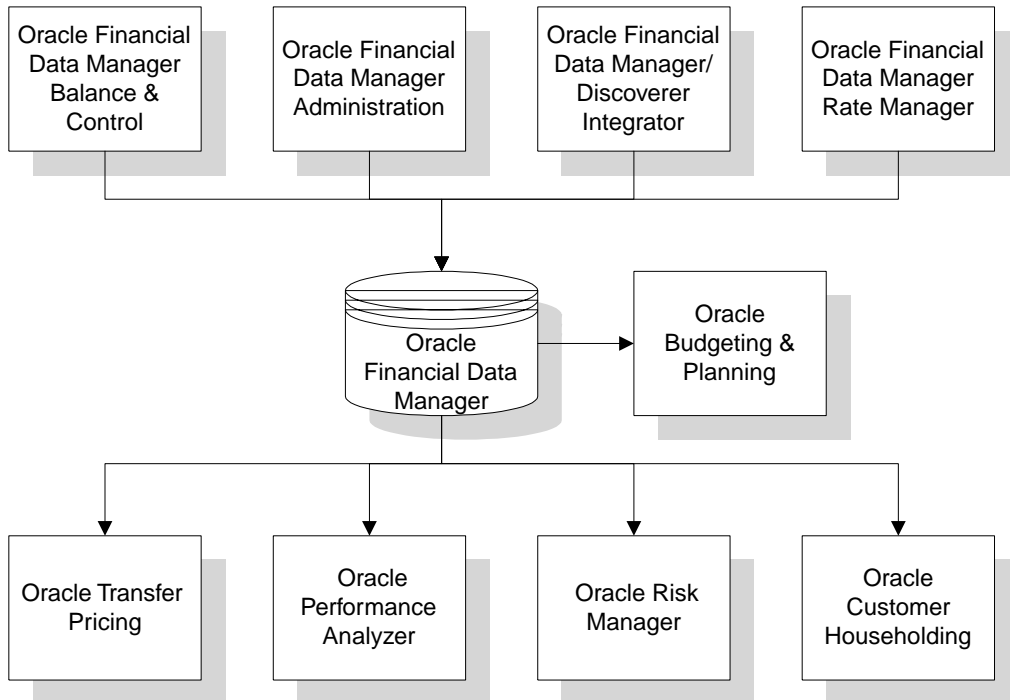 Oracle Financial
Data Manager
Balance &
Control
Oracle Financial
Data Manager
Administration
Oracle Financial
Data Manager/
Discoverer
Integrator
Oracle Financial
Data Manager
Rate Manager
Oracle
Financial Data
Manager
Oracle
Budgeting &
Planning
Oracle Transfer
Pricing
Oracle
Performance
Analyzer
Oracle Risk
Manager
Oracle
Customer
Householding